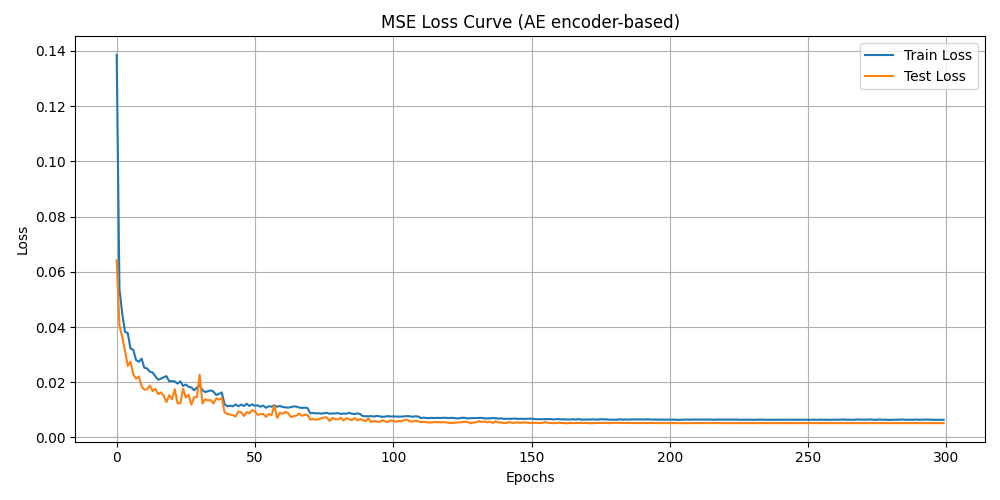 MSE Loss Curve (AE encoder-based)
Train Loss
Test Loss
Loss
0.14
0.12
0.10
0.08
0.06
0.04
0.02
0.00
0 50 100 150 200 250 300
Epochs